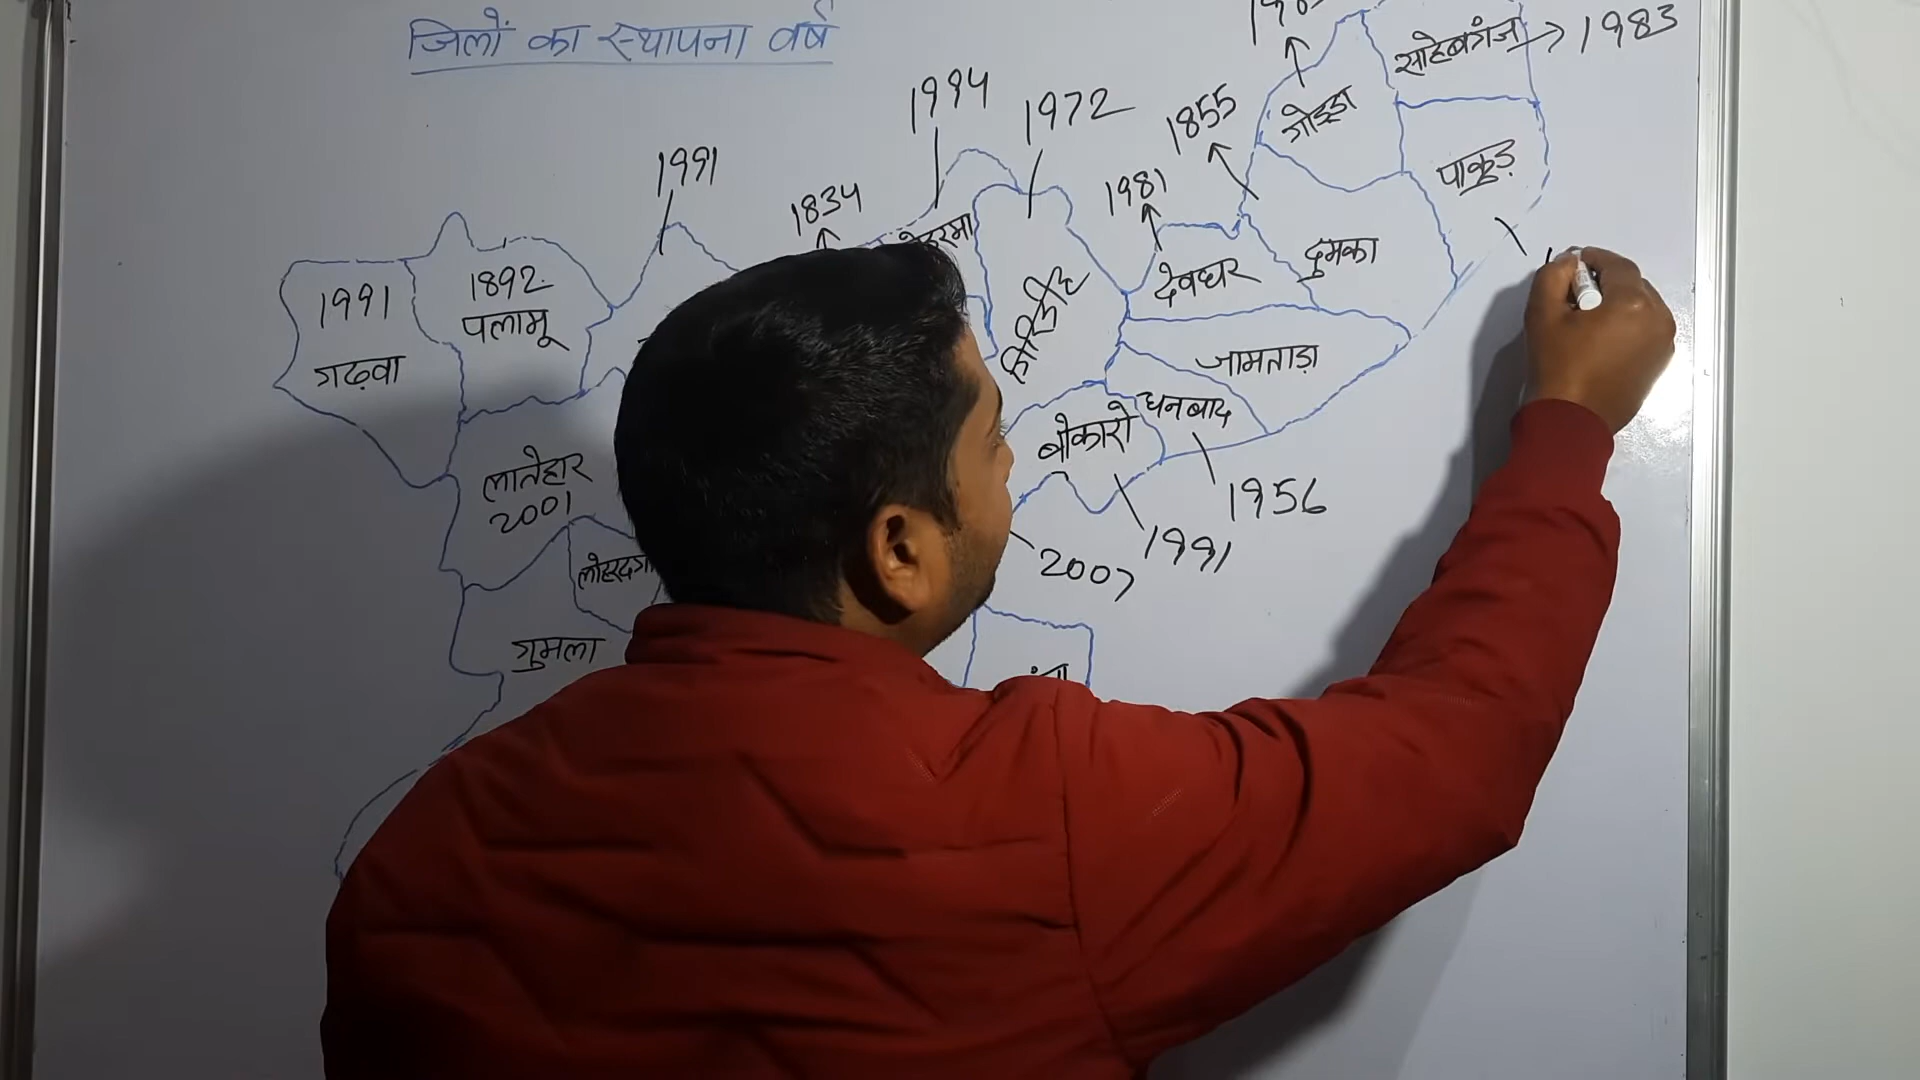 जिलों का स्थापना वर्ष
साहेबगंज → 1983
गोड्डा
1994
1972
1855
1981
1991
1834
पाकुड़
1991
गढ़वा
1892
पलामू
गिरिडीह
देवघर
दुमका
जामताड़ा
बोकारो
धनबाद
1956
1991
2007
लातेहार
2001
गुमला